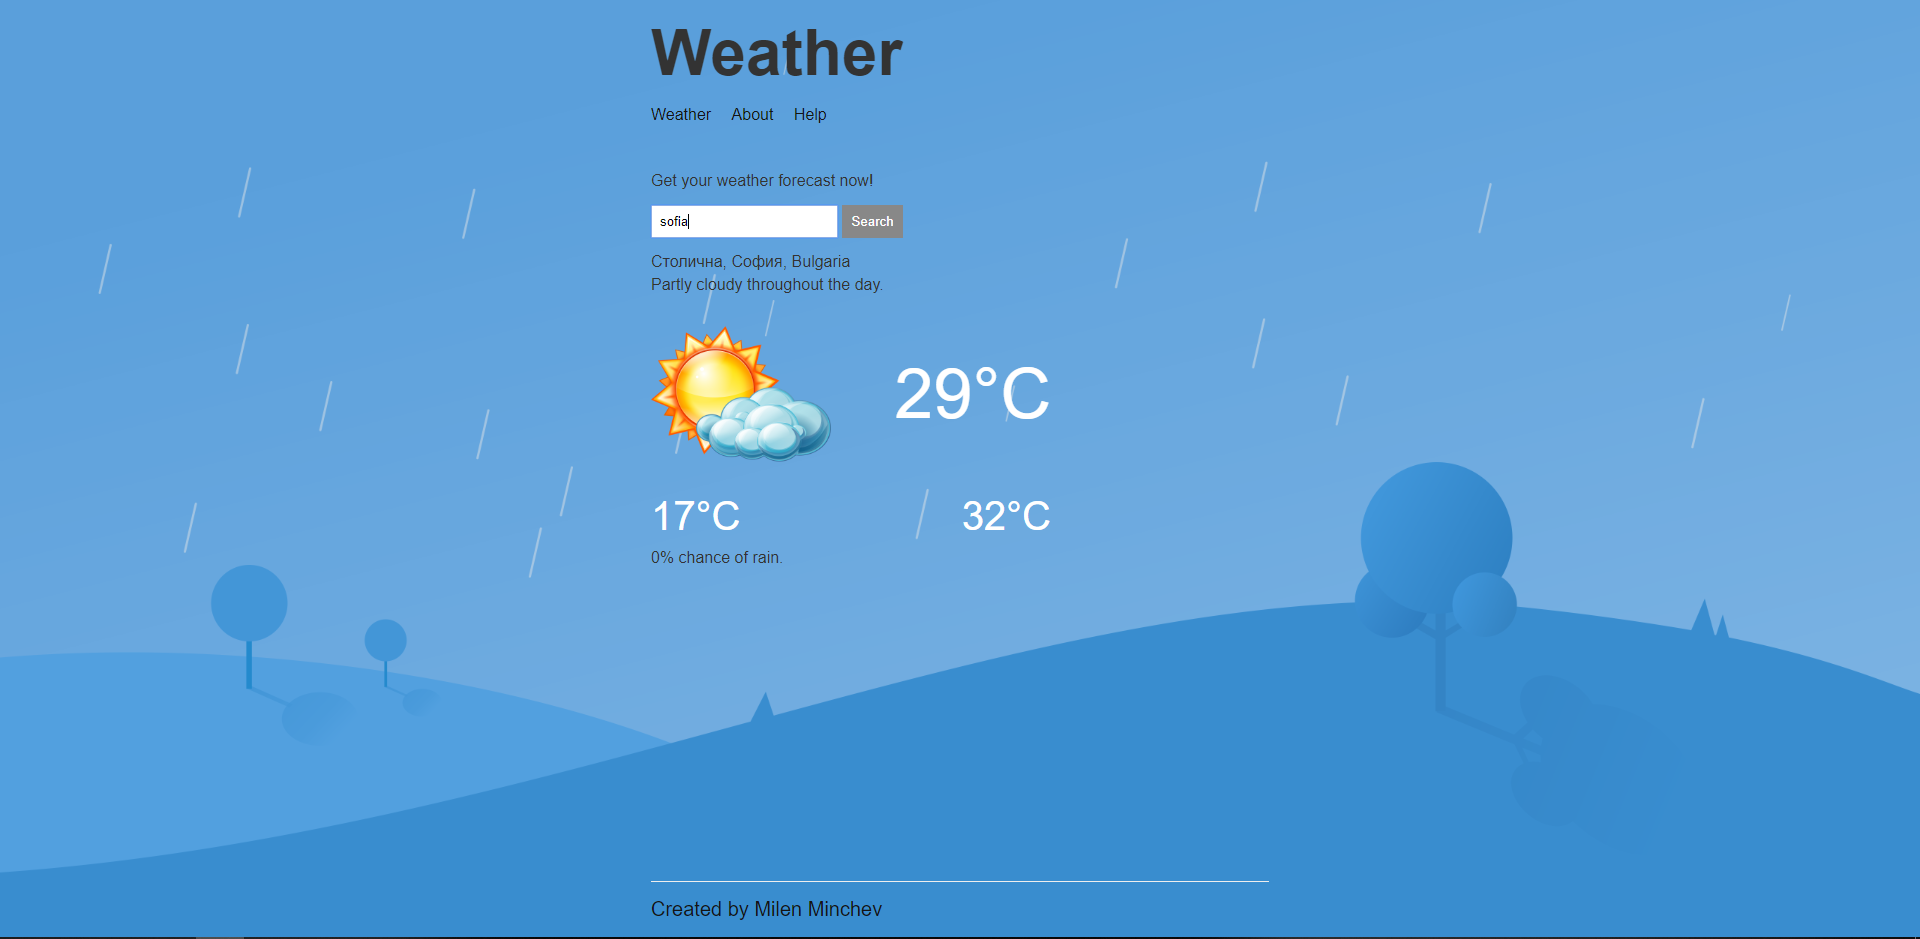 Weather
Weather About Help
Get your weather forecast now!
sofia Search
Столична, София, Bulgaria
Partly cloudy throughout the day.
29°C
17°C 32°C
0% chance of rain.
Created by Milen Minchev